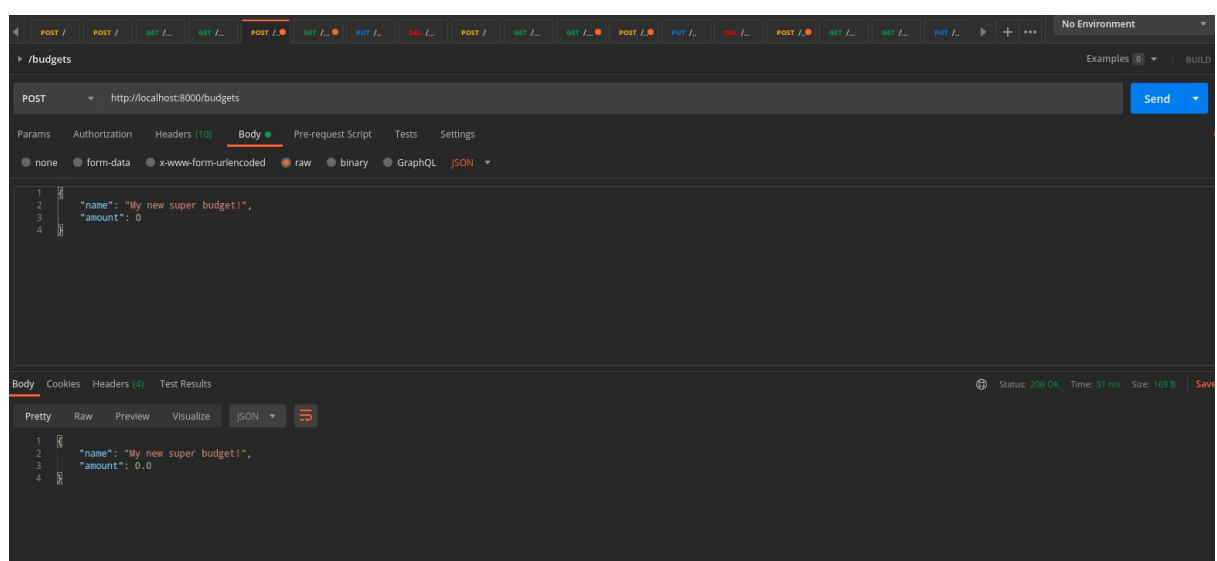 No Environment
POST / POST / GET /... GET /... POST /.. GET /... PUT /.. DEL /... POST / GET /... GET /... POST /.. PUT /.. DEL /... POST /.. GET /... GET /... PUT /.. + •••
/budgets Examples 0 BUILD
POST http://localhost:8000/budgets Send
Params Authorization Headers (10) Body Pre-request Script Tests Settings
none form-data x-www-form-urlencoded raw binary GraphQL JSON
1 {
2 "name": "My new super budget!",
3 "amount": 0
4 }
Body Cookies Headers (4) Test Results Status: 200 OK Time: 31 ms Size: 169 B Save
Pretty Raw Preview Visualize JSON
1 {
2 "name": "My new super budget!",
3 "amount": 0.0
4 }